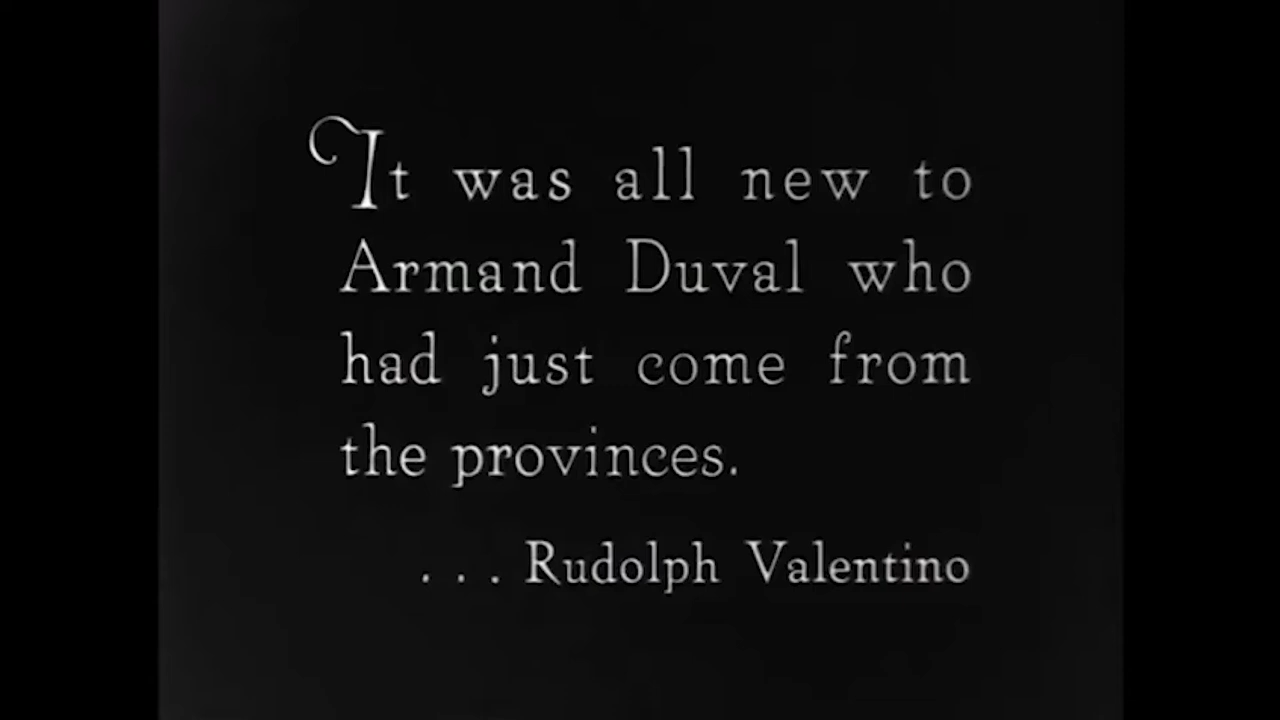 It was all new to
Armand Duval who
had just come from
the provinces.
. . . Rudolph Valentino